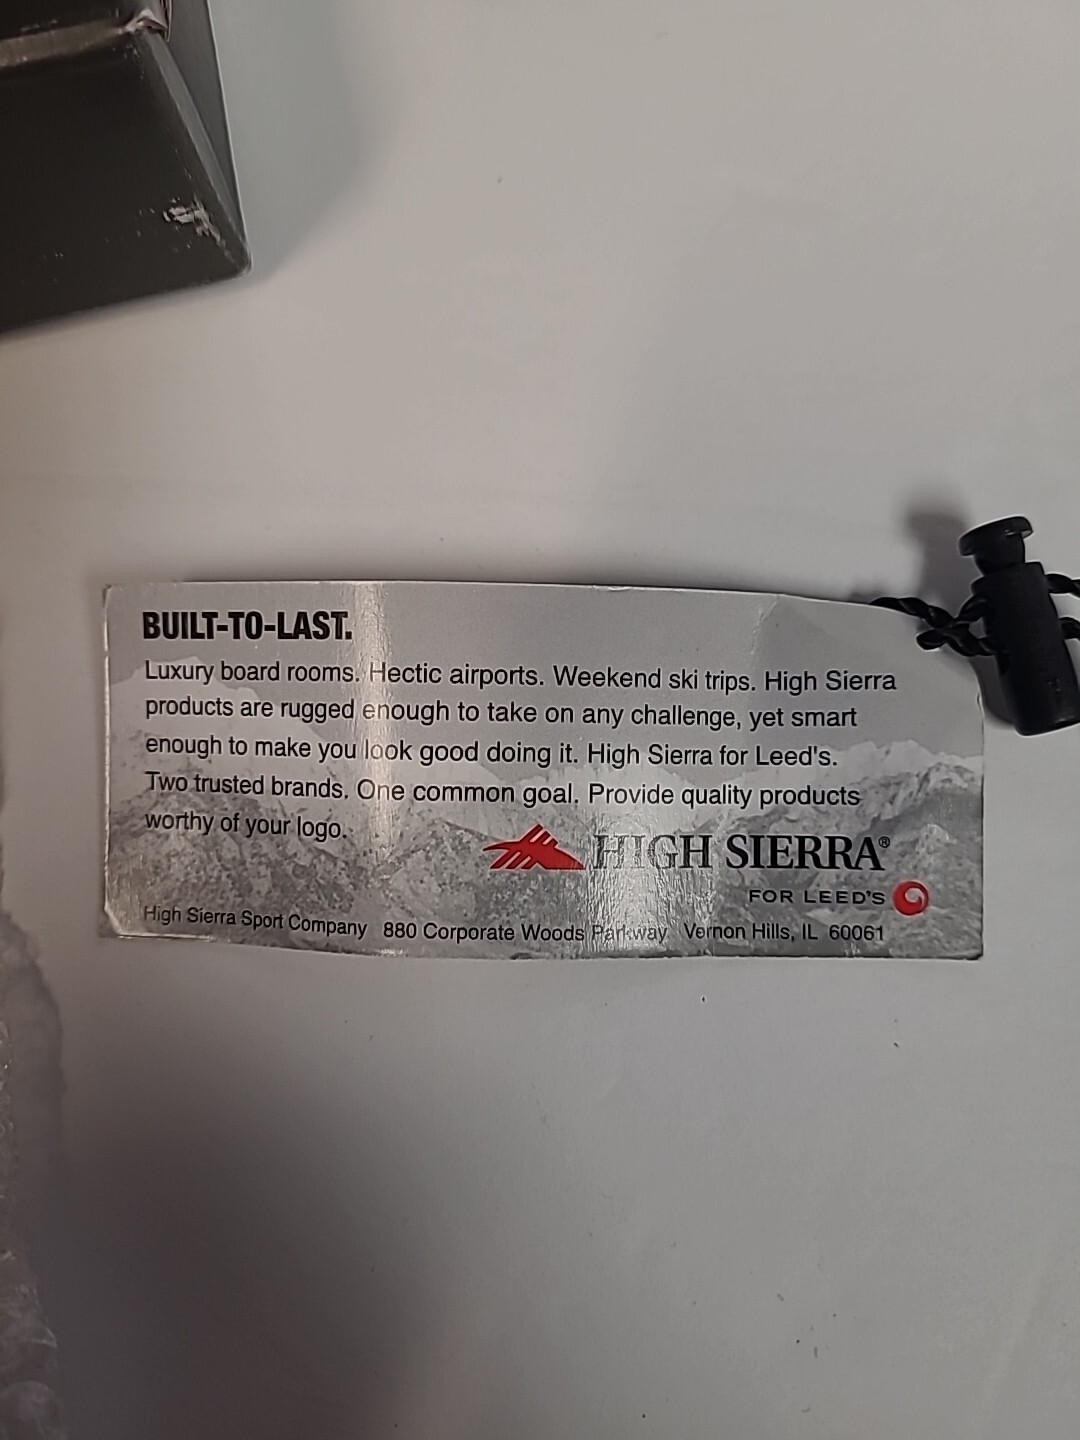 BUILT-TO-LAST.
Luxury board rooms. Hectic airports. Weekend ski trips. High Sierra
products are rugged enough to take on any challenge, yet smart
enough to make you look good doing it. High Sierra for Leed's.
Two trusted brands. One common goal. Provide quality products
worthy of your logo.
HIGH SIERRA®
FOR LEED'S
High Sierra Sport Company 880 Corporate Woods Parkway Vernon Hills, IL 60061